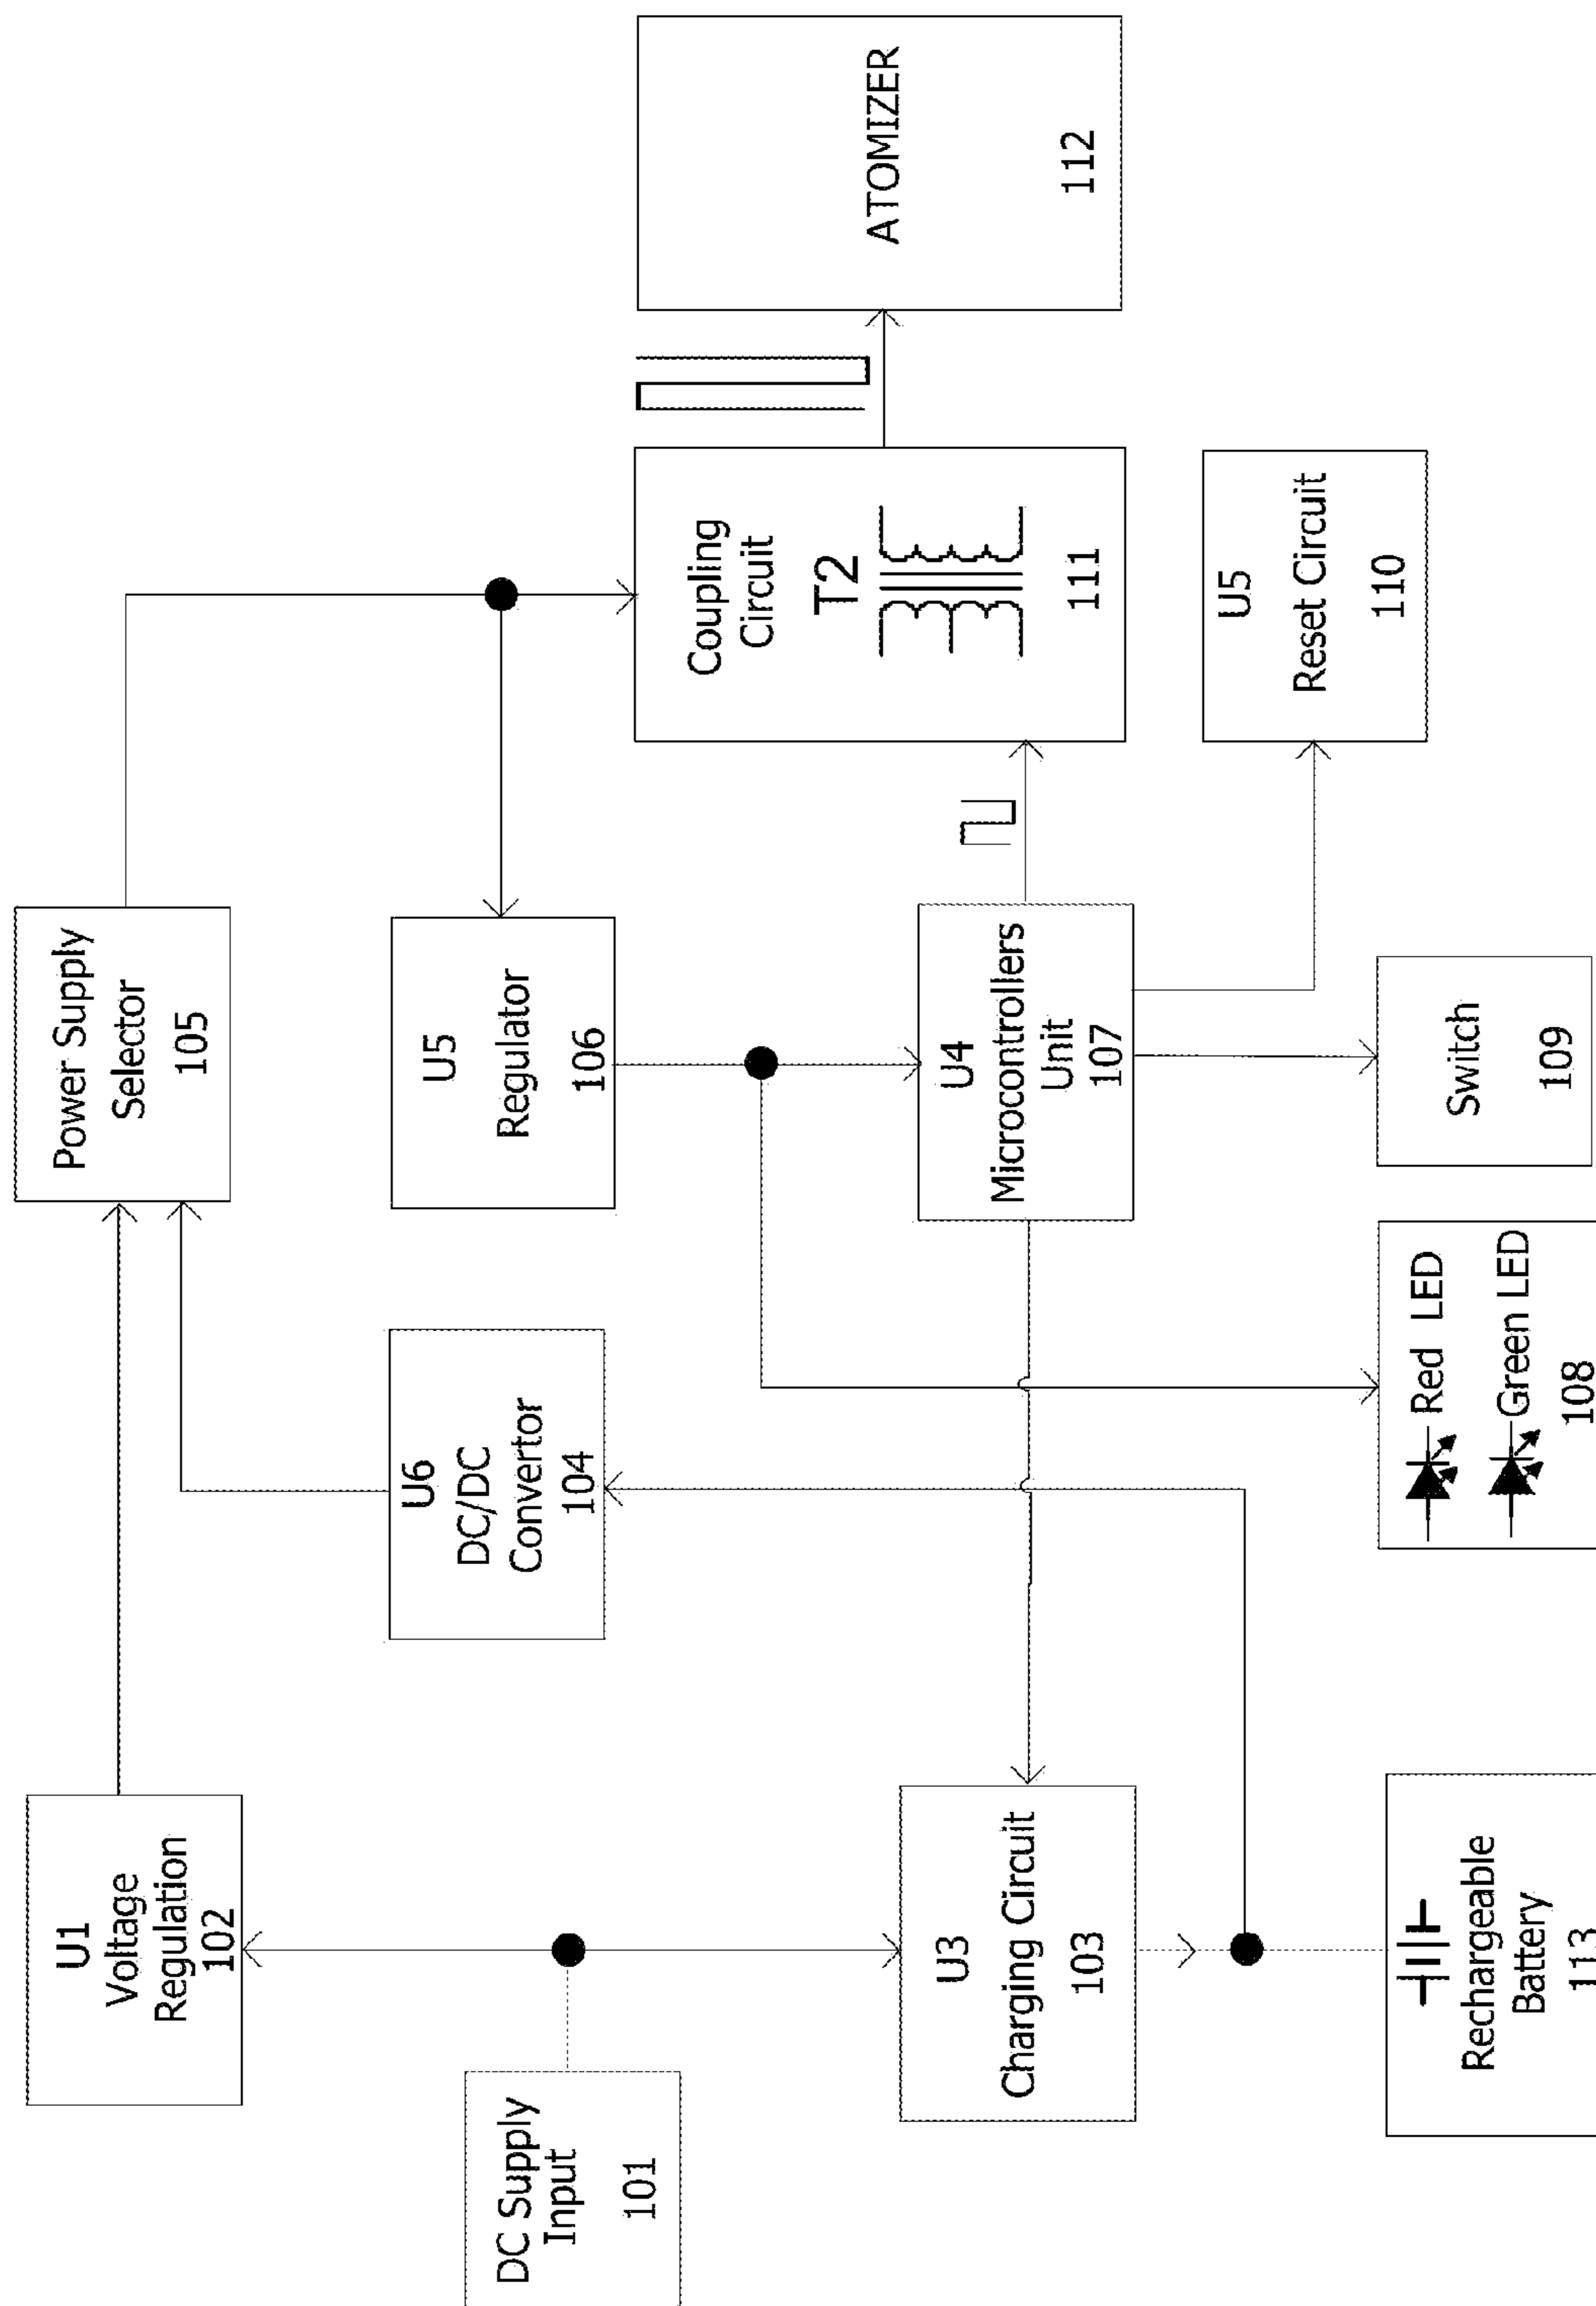 U1
Voltage
Regulation
102
Power Supply
Selector
105
DC Supply
Input
101
U6
DC/DC
Convertor
104
U5
Regulator
106
Coupling
Circuit
T2
111
ATOMIZER
112
U3
Charging Circuit
103
U4
Microcontrollers
Unit
107
U5
Reset Circuit
110
Rechargeable
Battery
113
Red LED
Green LED
108
Switch
109